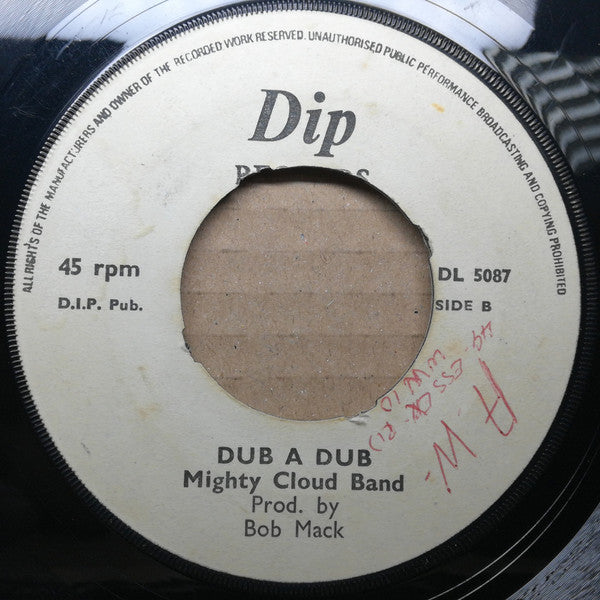 ALL RIGHTS OF THE MANUFACTURERS AND OWNER OF THE RECORDED WORK RESERVED. UNAUTHORISED PUBLIC PERFORMANCE BROADCASTING AND COPYING PROHIBITED
Dip
RECORDS
45 rpm
DL 5087
D.I.P. Pub.
SIDE B
A.W.
DUB A DUB
Mighty Cloud Band
Prod. by
Bob Mack